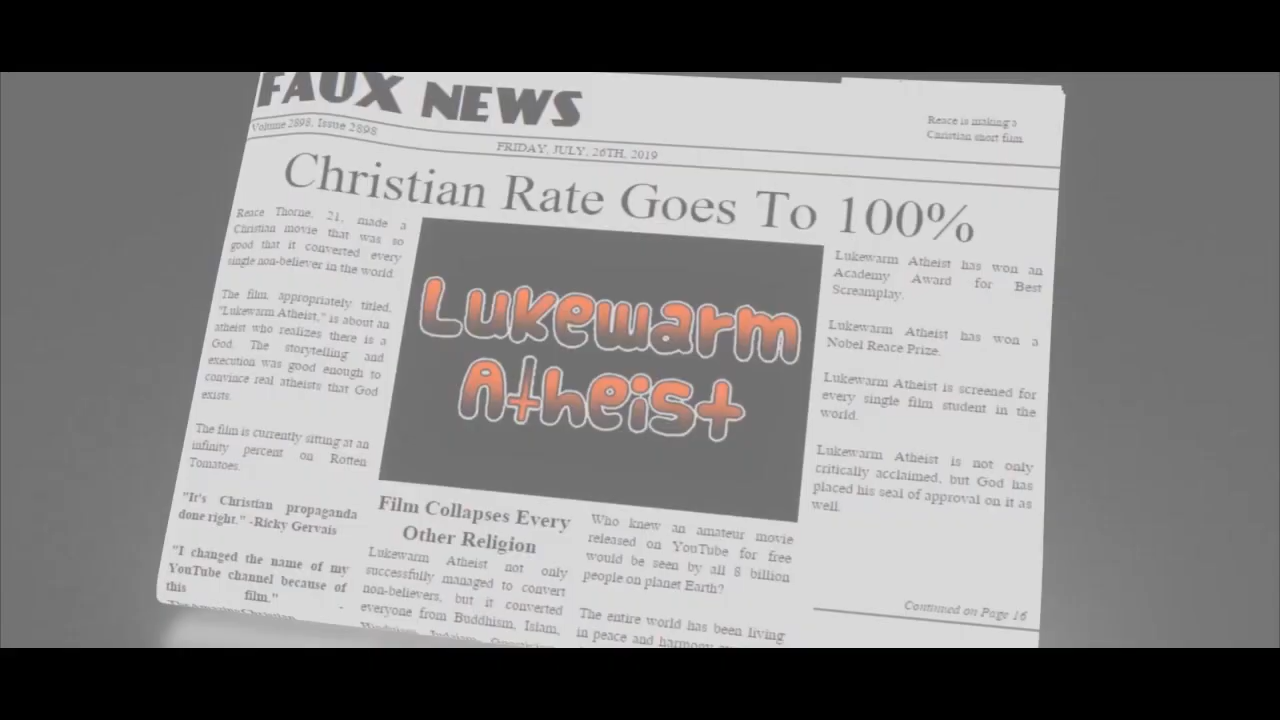 FAUX NEWS
Volume 2898, Issue 2898
FRIDAY, JULY, 26TH, 2019
Reace is making a
Christian short film.
Christian Rate Goes To 100%
Reace Thorne, 21, made a
Christian movie that was so
good that it converted every
single non-believer in the world.
The film, appropriately titled,
"Lukewarm Atheist," is about an
atheist who realizes there is a
God. The storytelling and
execution was good enough to
convince real atheists that God
exists.
The film is currently sitting at an
infinity percent on Rotten
Tomatoes.
"It's Christian propaganda
done right." -Ricky Gervais
"I changed the name of my
YouTube channel because of
this film." -
Lukewarm
Atheist
Film Collapses Every
Other Religion
Lukewarm Atheist not only
successfully managed to convert
non-believers, but it converted
everyone from Buddhism, Islam,
Who knew an amateur movie
released on YouTube for free
would be seen by all 8 billion
people on planet Earth?
The entire world has been living
in peace and harmony
Lukewarm Atheist has won an
Academy Award for Best
Screamplay.
Lukewarm Atheist has won a
Nobel Reace Prize.
Lukewarm Atheist is screened for
every single film student in the
world.
Lukewarm Atheist is not only
critically acclaimed, but God has
placed his seal of approval on it as
well.
Continued on Page 16